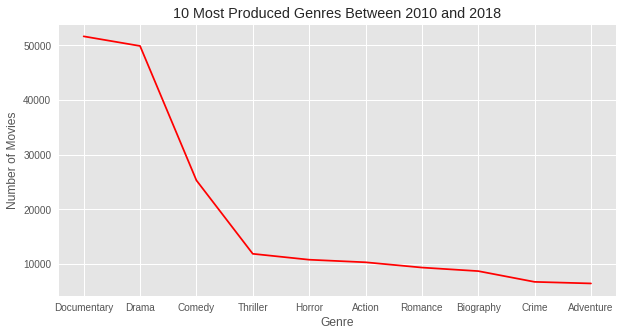 10 Most Produced Genres Between 2010 and 2018
Number of Movies
50000
40000
30000
20000
10000
Documentary Drama Comedy Thriller Horror Action Romance Biography Crime Adventure
Genre